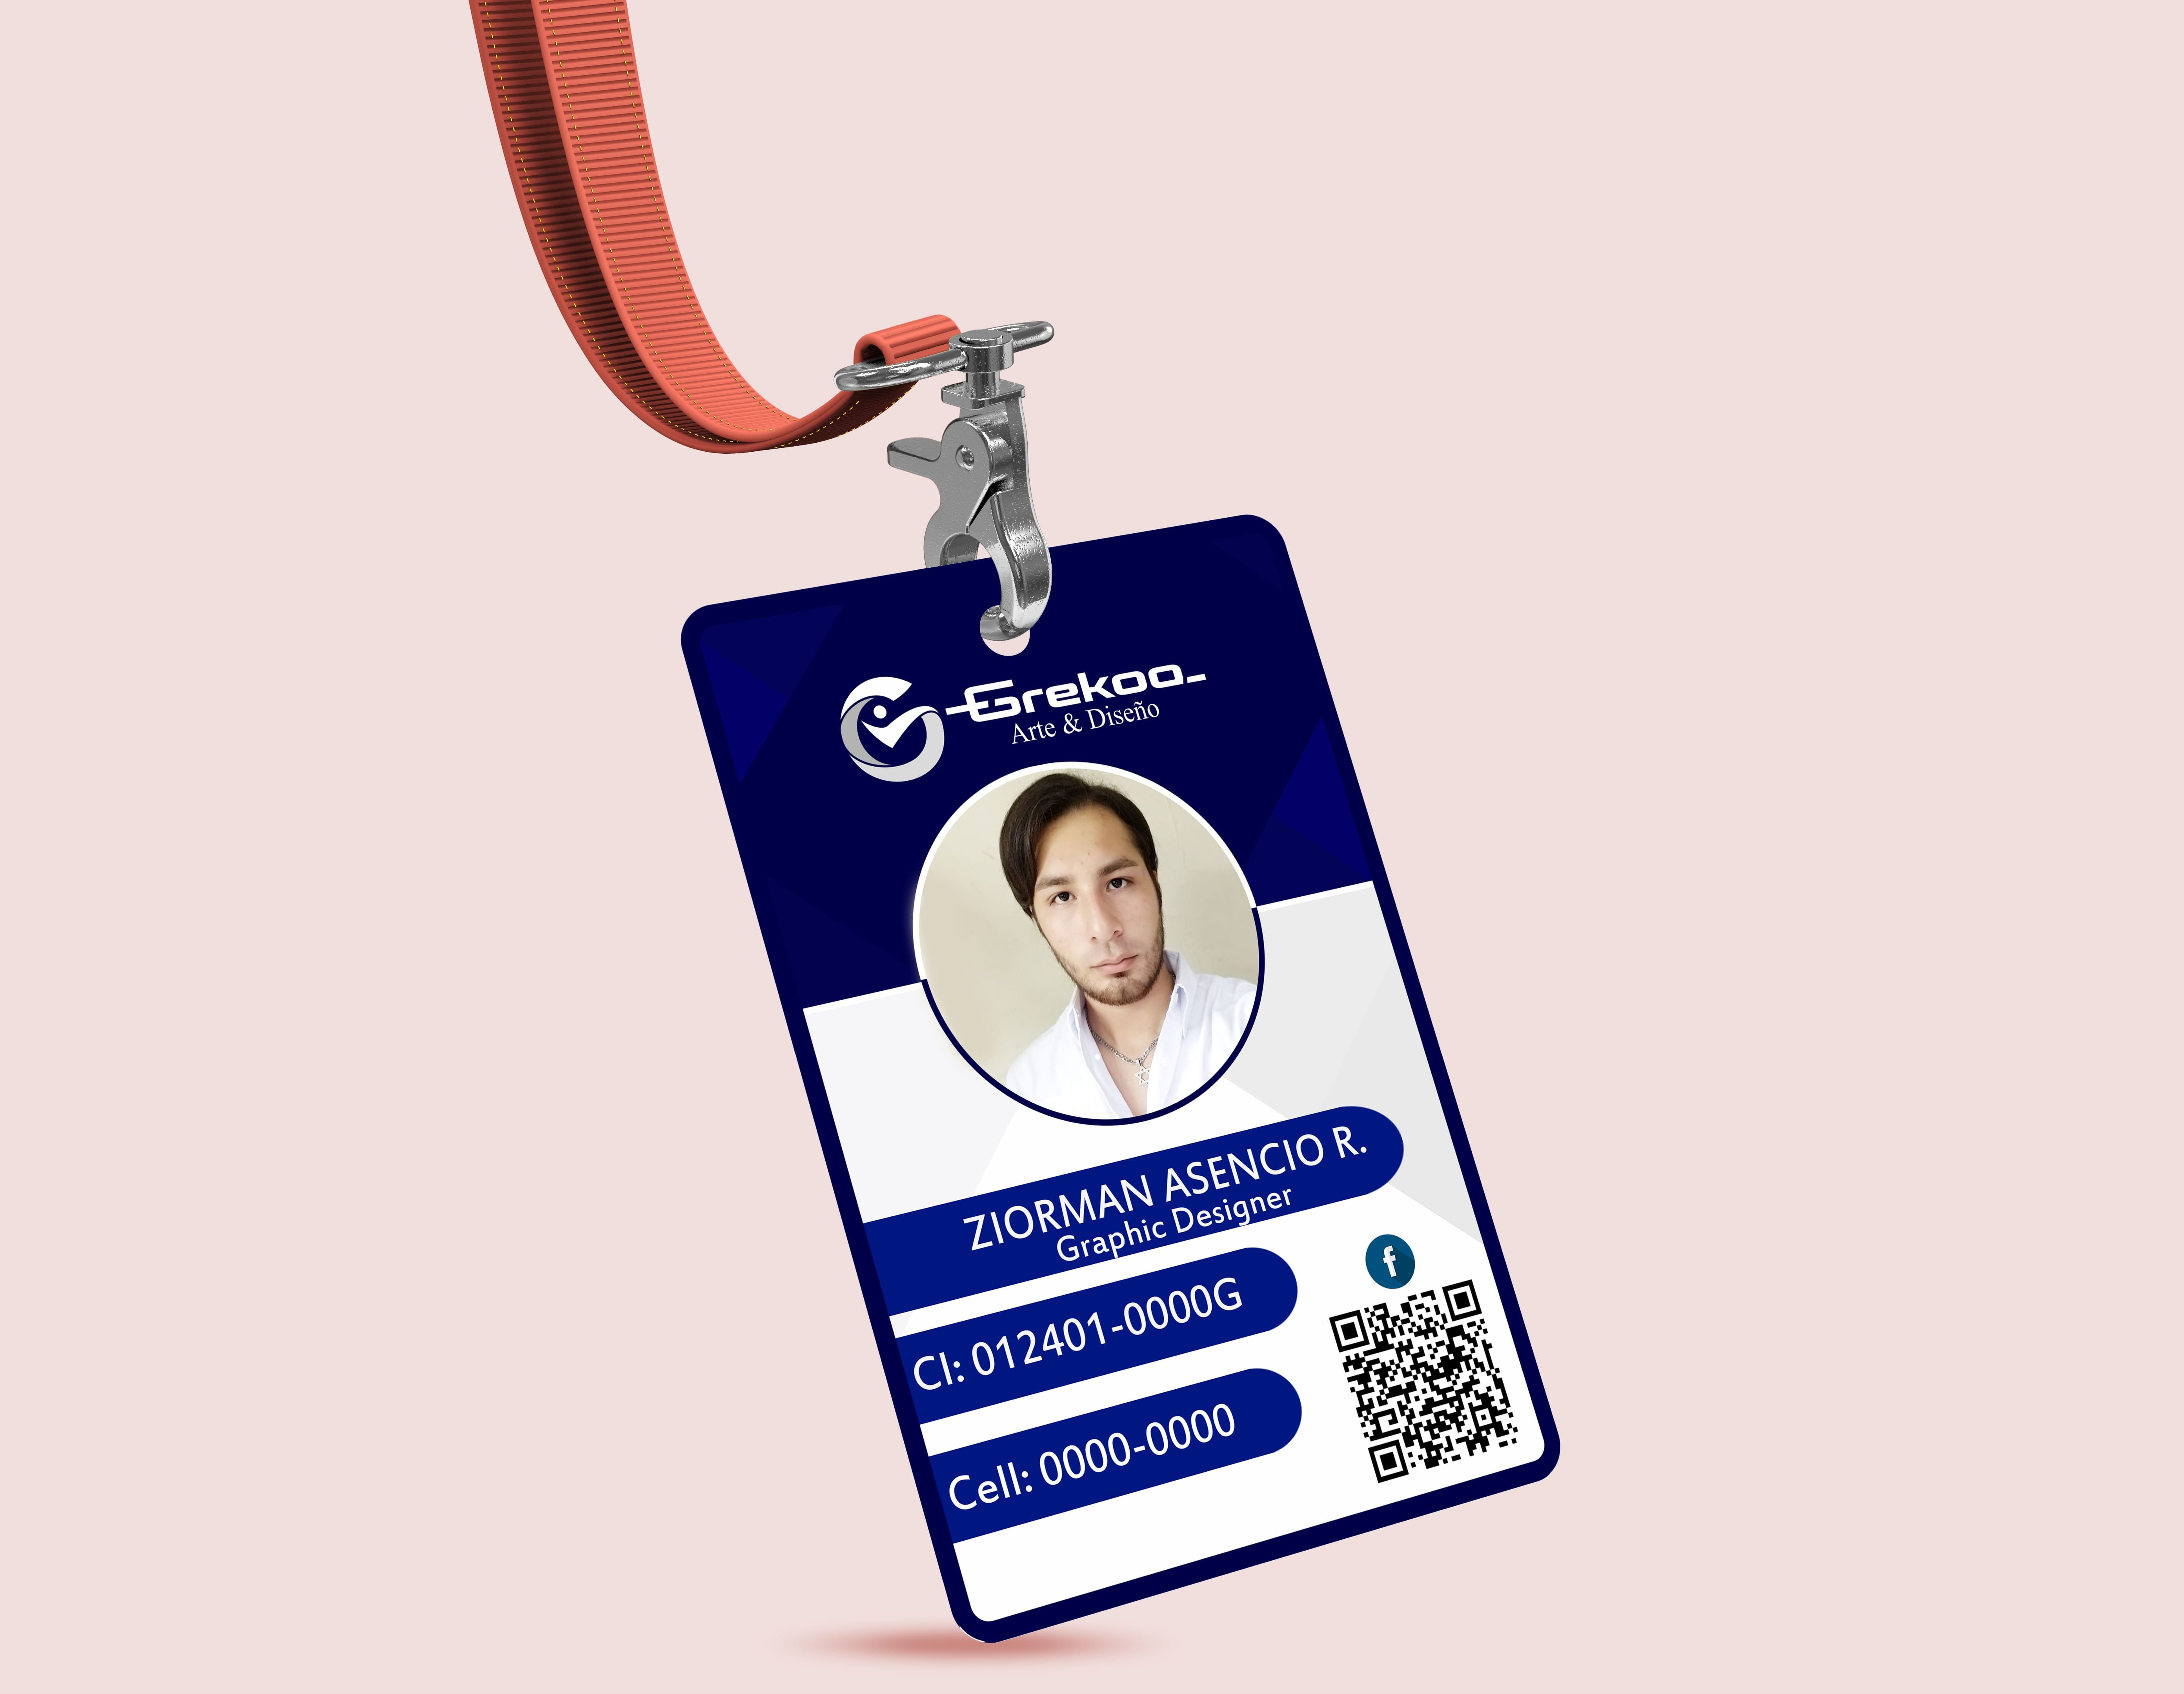 Grekoo
Arte & Diseño
ZIORMAN ASENCIO R.
Graphic Designer
f
CI: 012401-0000G
Cell: 0000-0000